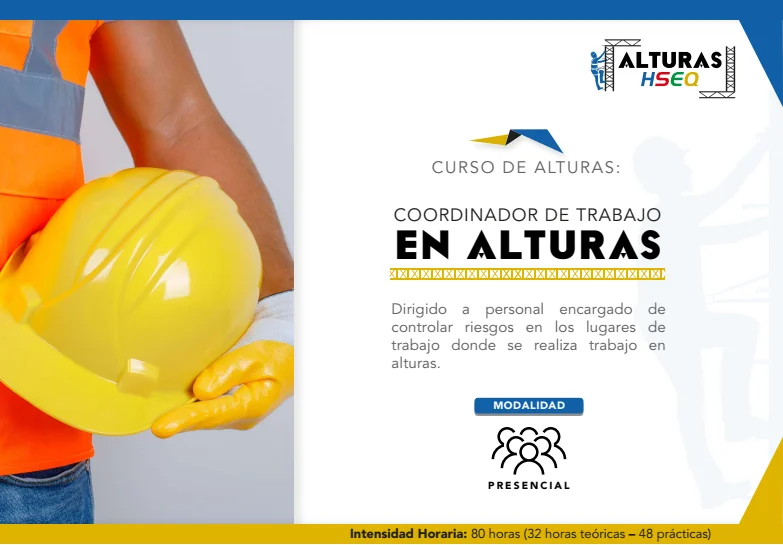 ALTURAS
HSEQ
CURSO DE ALTURAS:
COORDINADOR DE TRABAJO
EN ALTURAS
Dirigido a personal encargado de
controlar riesgos en los lugares de
trabajo donde se realiza trabajo en
alturas.
MODALIDAD
PRESENCIAL
Intensidad Horaria: 80 horas (32 horas teóricas – 48 prácticas)